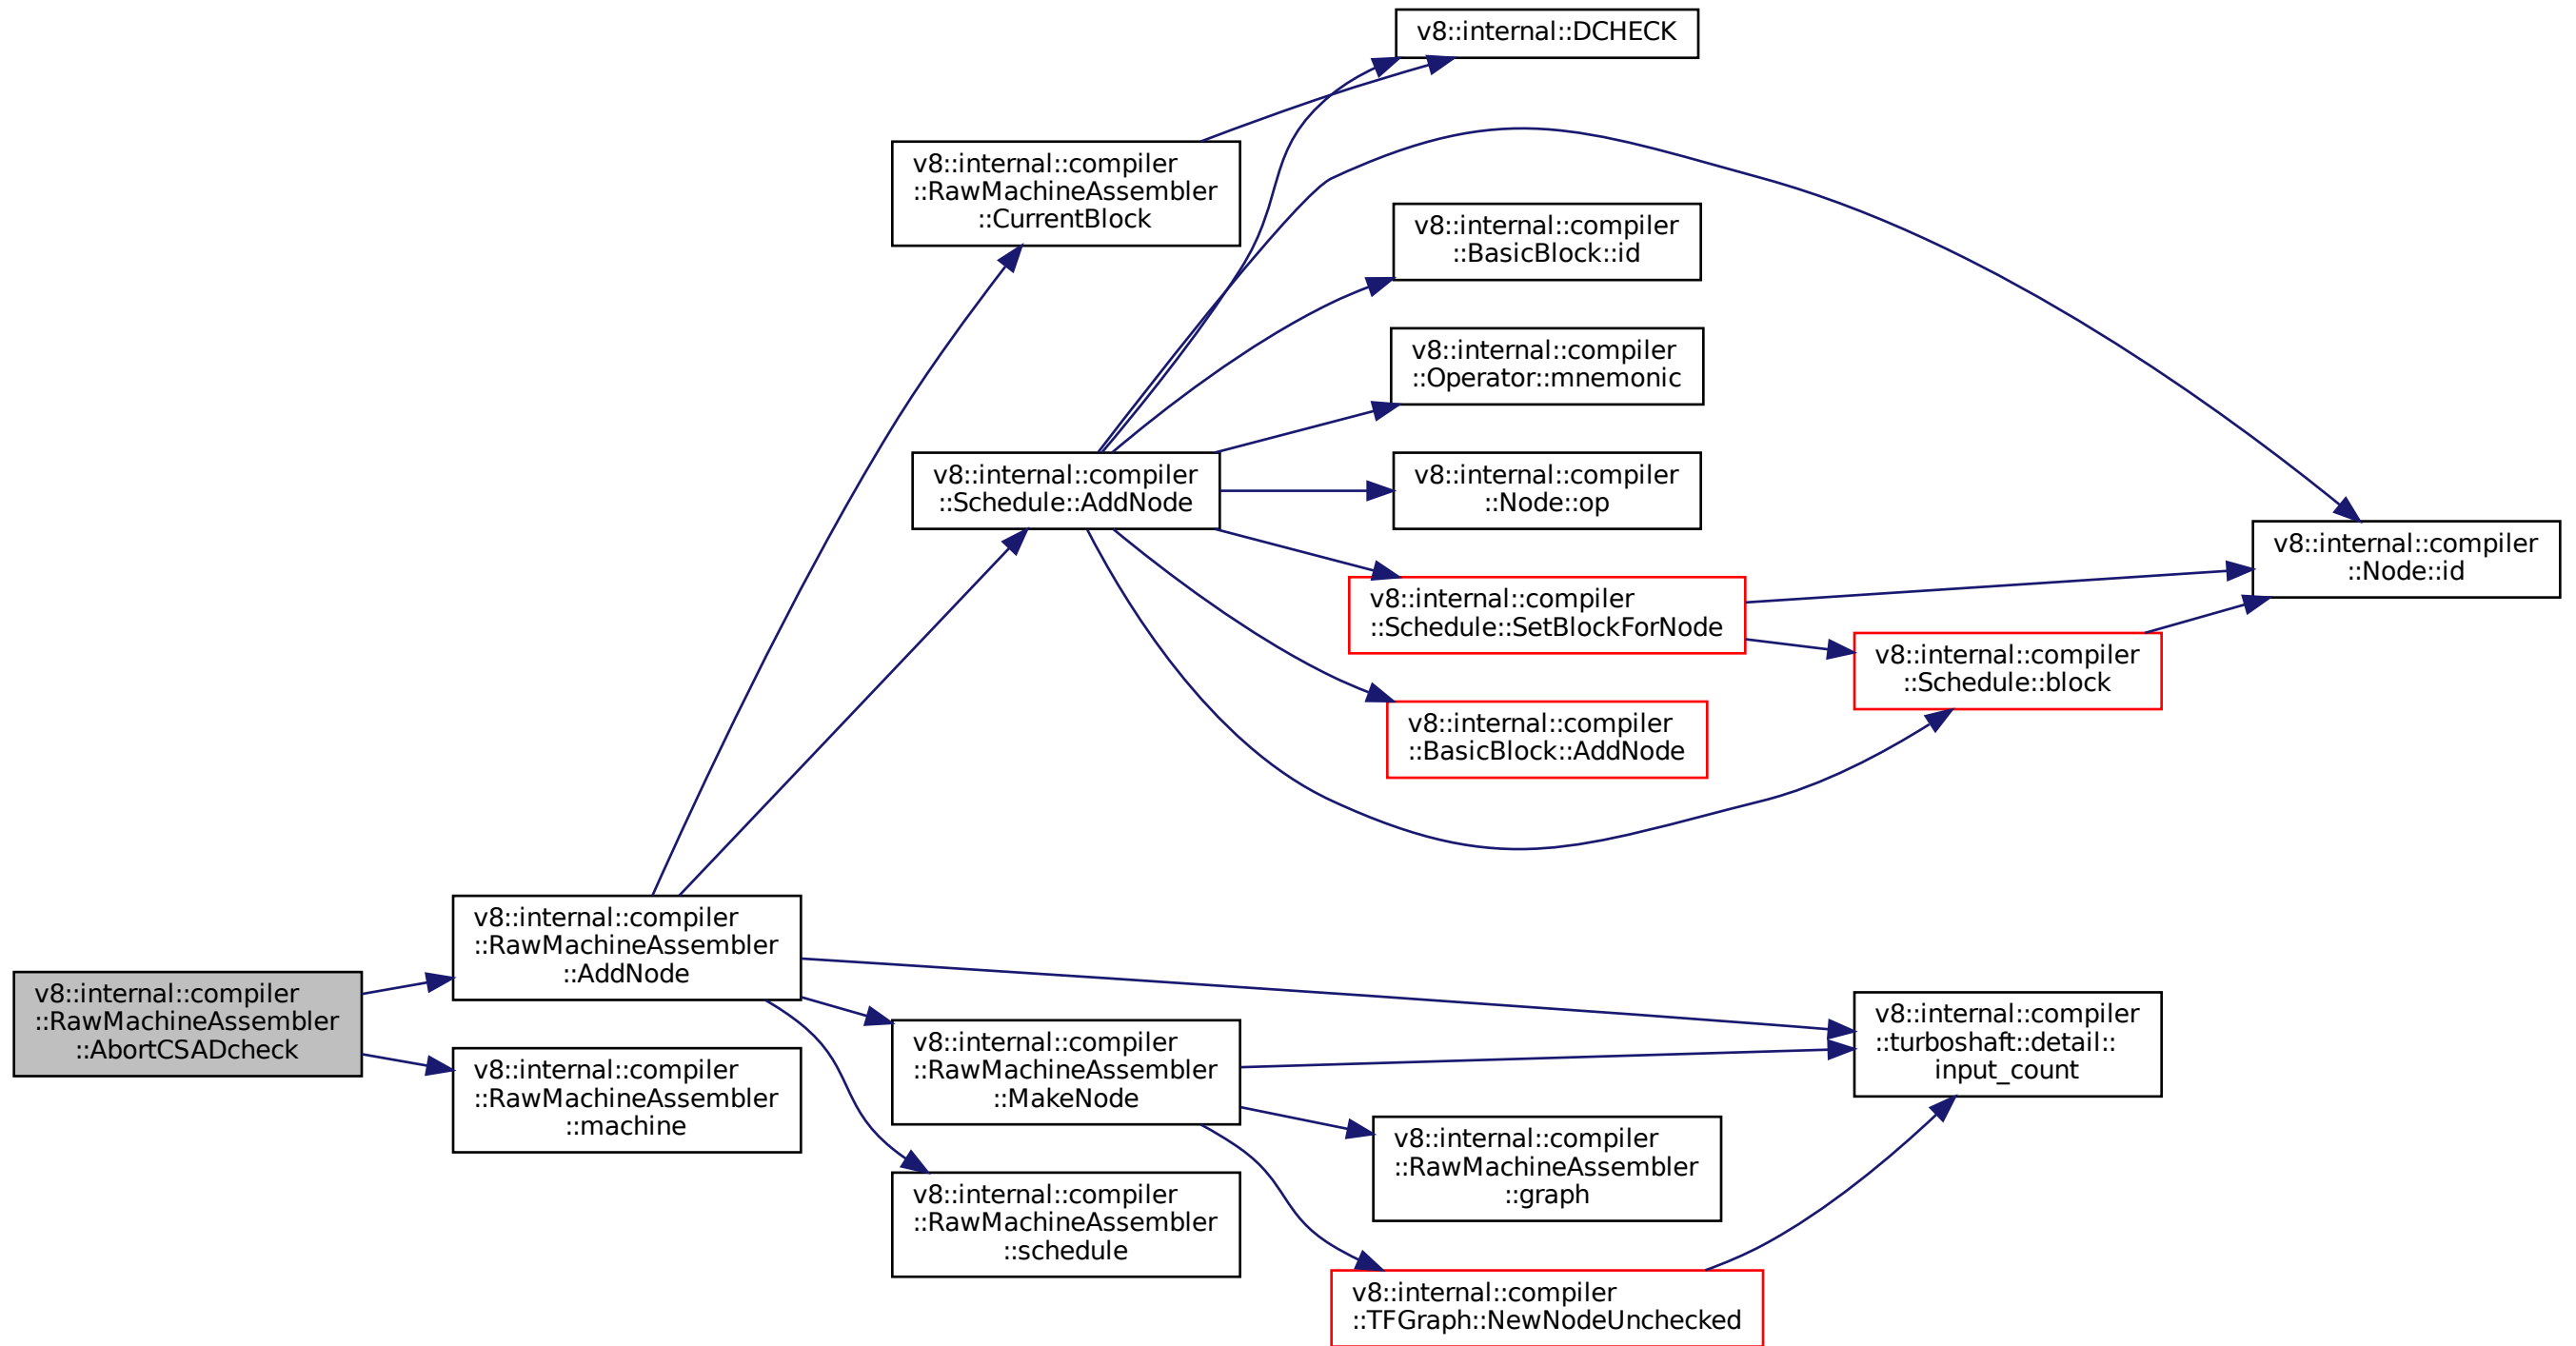 v8::internal::DCHECK
v8::internal::compiler
::RawMachineAssembler
::CurrentBlock
v8::internal::compiler
::BasicBlock::id
v8::internal::compiler
::Operator::mnemonic
v8::internal::compiler
::Schedule::AddNode
v8::internal::compiler
::Node::op
v8::internal::compiler
::Node::id
v8::internal::compiler
::Schedule::SetBlockForNode
v8::internal::compiler
::Schedule::block
v8::internal::compiler
::BasicBlock::AddNode
v8::internal::compiler
::RawMachineAssembler
::AddNode
v8::internal::compiler
::RawMachineAssembler
::AbortCSADcheck
v8::internal::compiler
::RawMachineAssembler
::machine
v8::internal::compiler
::RawMachineAssembler
::MakeNode
v8::internal::compiler
::turboshaft::detail::
input_count
v8::internal::compiler
::RawMachineAssembler
::graph
v8::internal::compiler
::RawMachineAssembler
::schedule
v8::internal::compiler
::TFGraph::NewNodeUnchecked